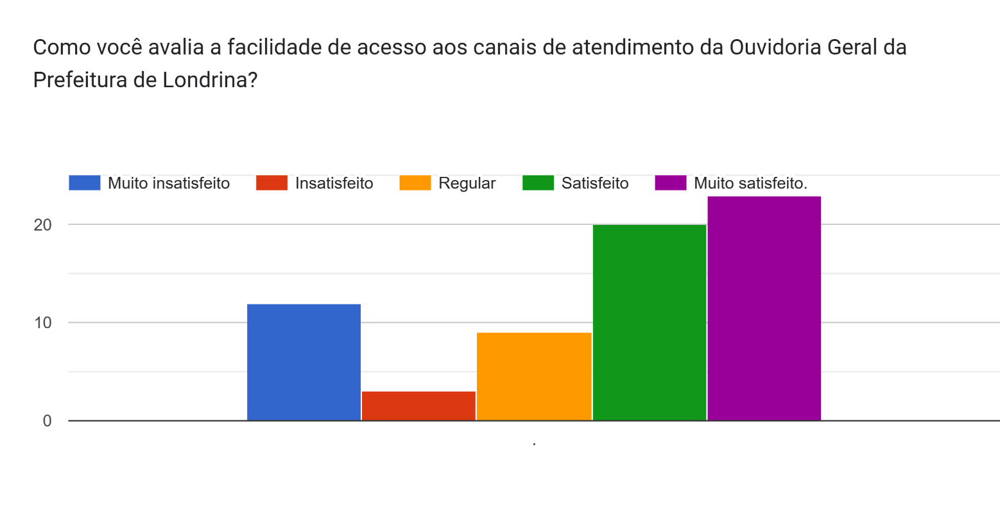 Como você avalia a facilidade de acesso aos canais de atendimento da Ouvidoria Geral da
Prefeitura de Londrina?
Muito insatisfeito Insatisfeito Regular Satisfeito Muito satisfeito.
20
10
0
.